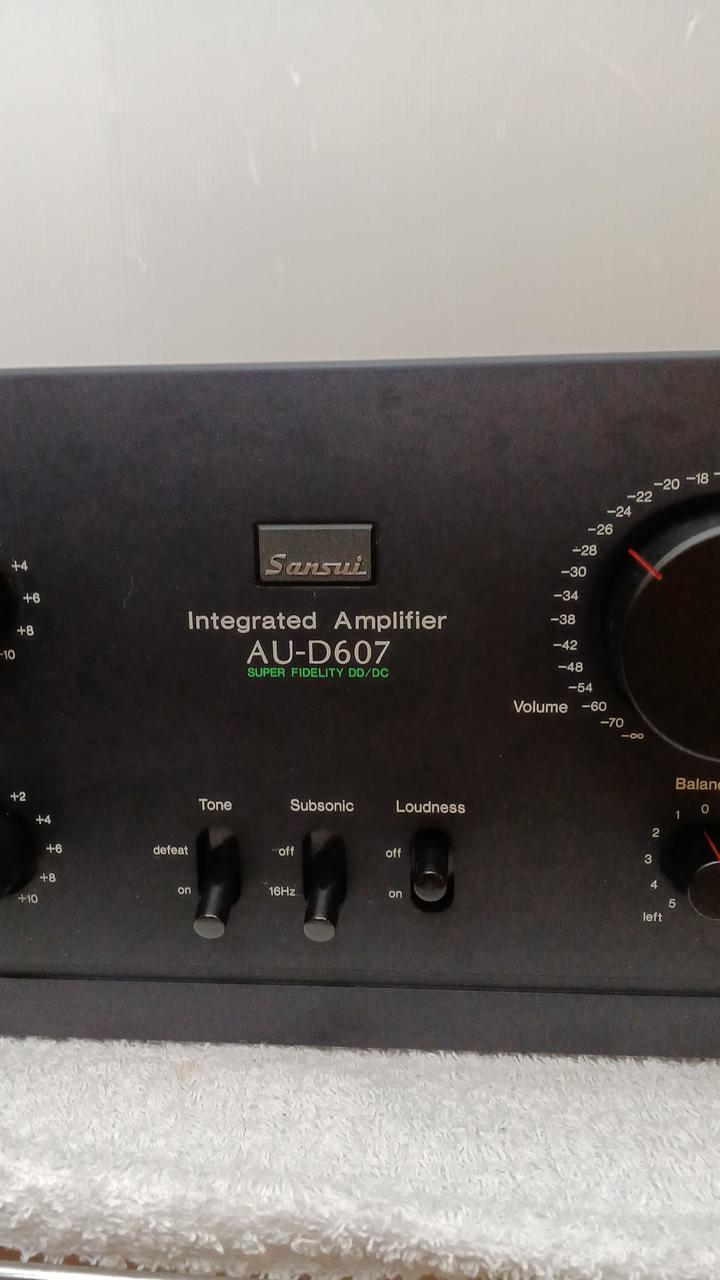 Sansui
Integrated Amplifier
AU-D607
SUPER FIDELITY DD/DC
+4
+6
+8
-10
-18
-20
-22
-24
-26
-28
-30
-34
-38
-42
-48
-54
Volume -60
-70
-∞
+2
+4
+6
+8
+10
Tone
defeat
on
Subsonic
off
16Hz
Loudness
off
on
Balanc
0
1
2
3
4
5
left